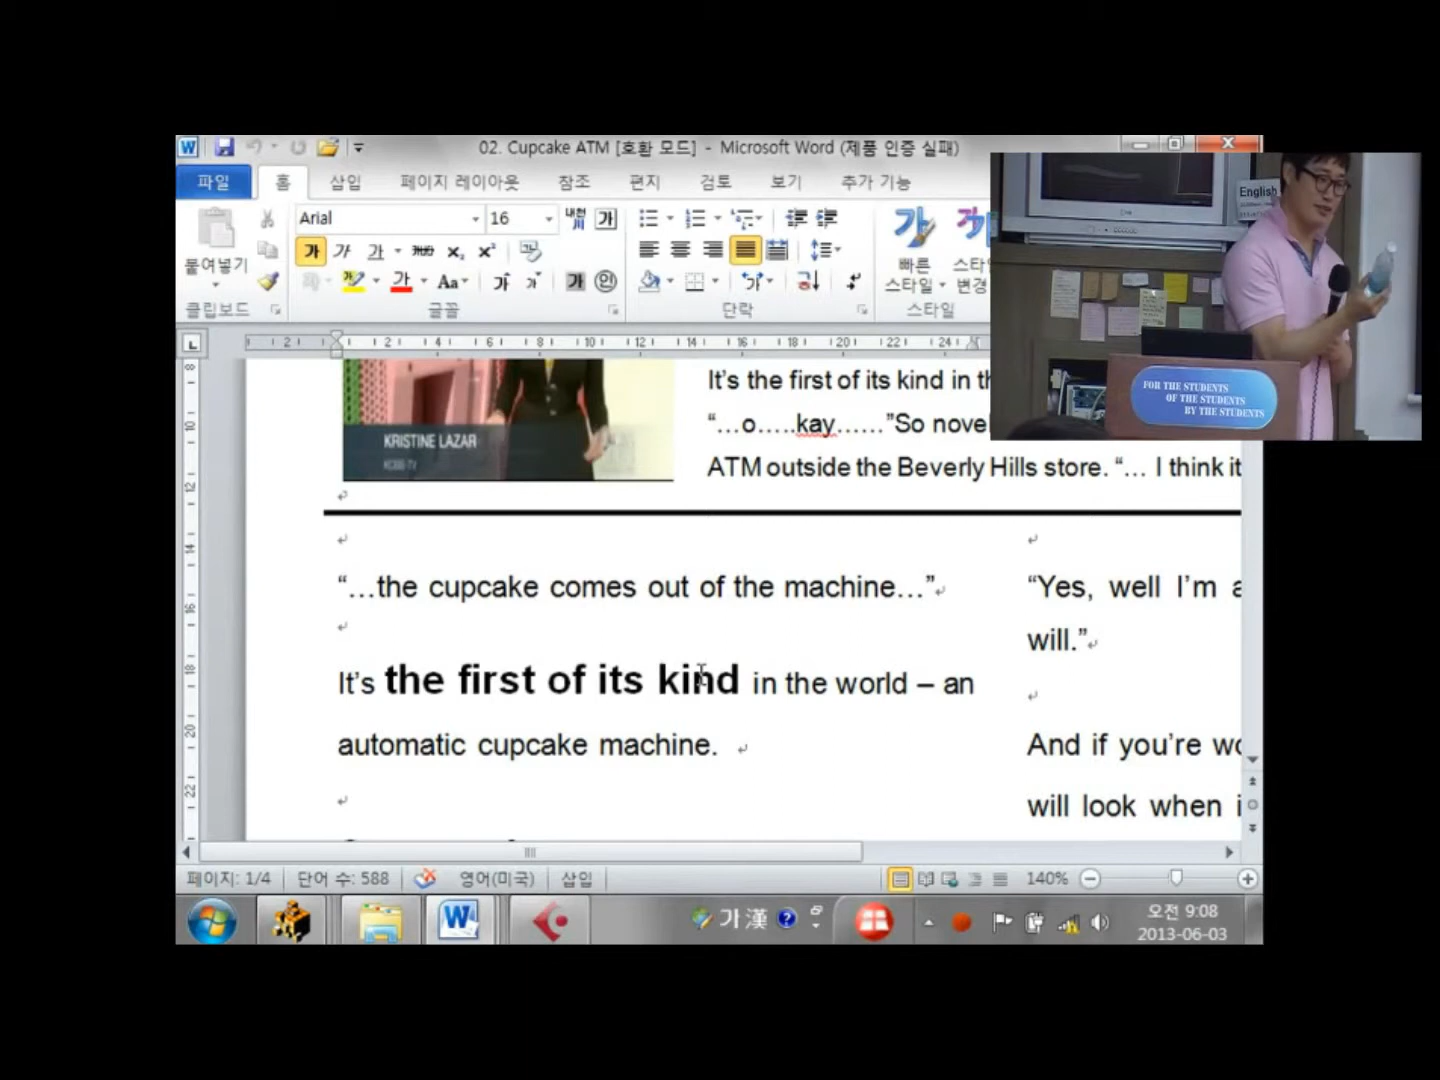 02. Cupcake ATM [호환 모드] - Microsoft Word (제품 인증 실패)
파일 홈 삽입 페이지 레이아웃 참조 편지 검토 보기 추가 기능
Arial 16
붙여넣기
빠른 스타일
스타일 변경
클립보드 글꼴 단락 스타일
English
FOR THE STUDENTS
OF THE STUDENTS
BY THE STUDENTS
KRISTINE LAZAR
It's the first of its kind in
“…o…..kay……”So
ATM outside the Beverly Hills store. “… I think it
“…the cupcake comes out of the machine…”
It’s the first of its kind in the world – an
automatic cupcake machine.
“Yes, well I’m a
will.”
And if you’re
will look when
페이지: 1/4 단어 수: 588 영어(미국) 삽입 140%
가 漢
오전 9:08
2013-06-03